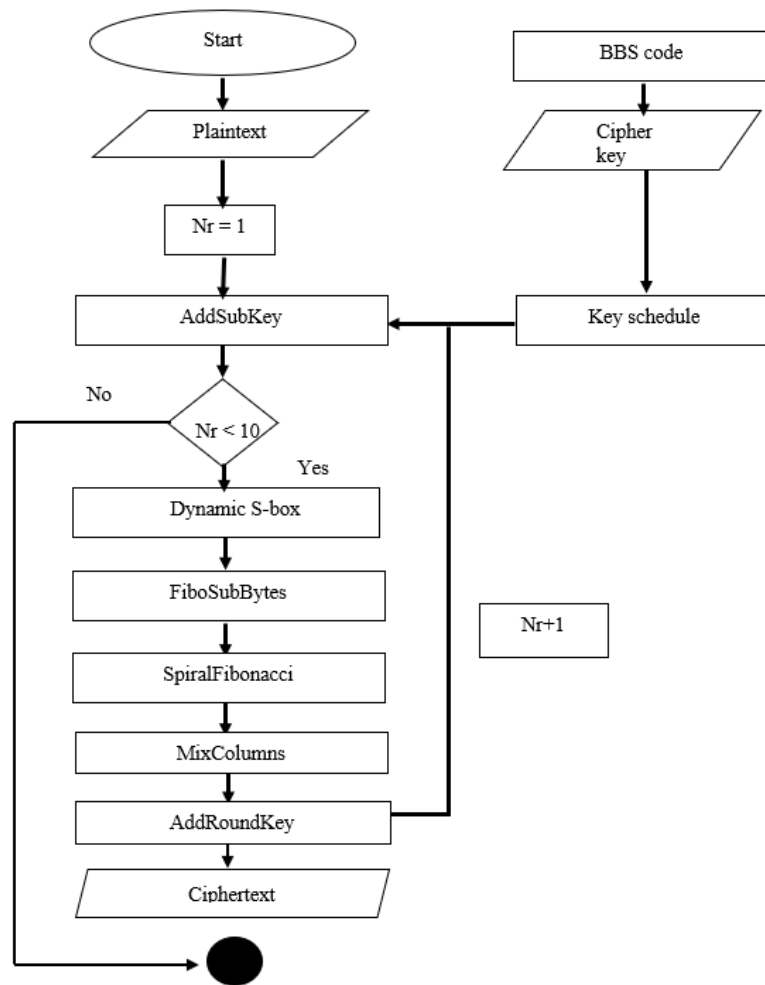 Start
BBS code
Plaintext
Cipher
key
Nr = 1
AddSubKey
Key schedule
No
Nr < 10
Yes
Dynamic S-box
FiboSubBytes
Nr+1
SpiralFibonacci
MixColumns
AddRoundKey
Ciphertext